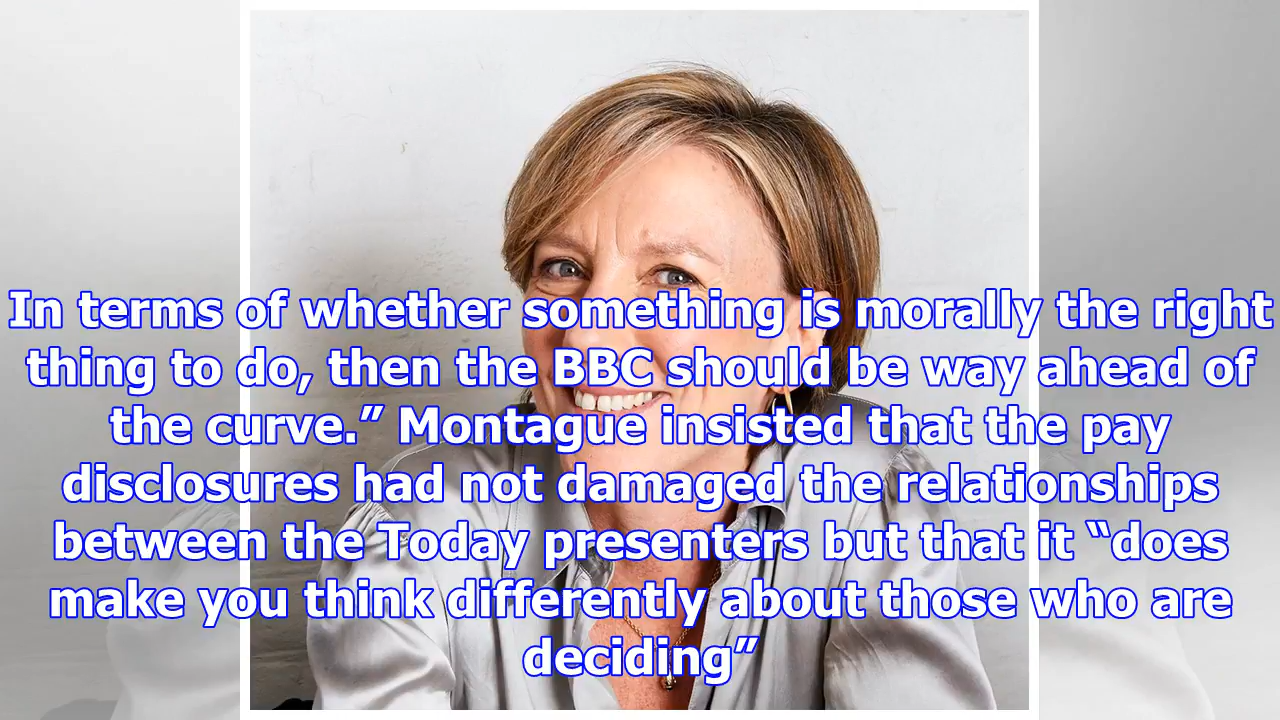 In terms of whether something is morally the right
thing to do, then the BBC should be way ahead of
the curve.” Montague insisted that the pay
disclosures had not damaged the relationships
between the Today presenters but that it “does
make you think differently about those who are
deciding”